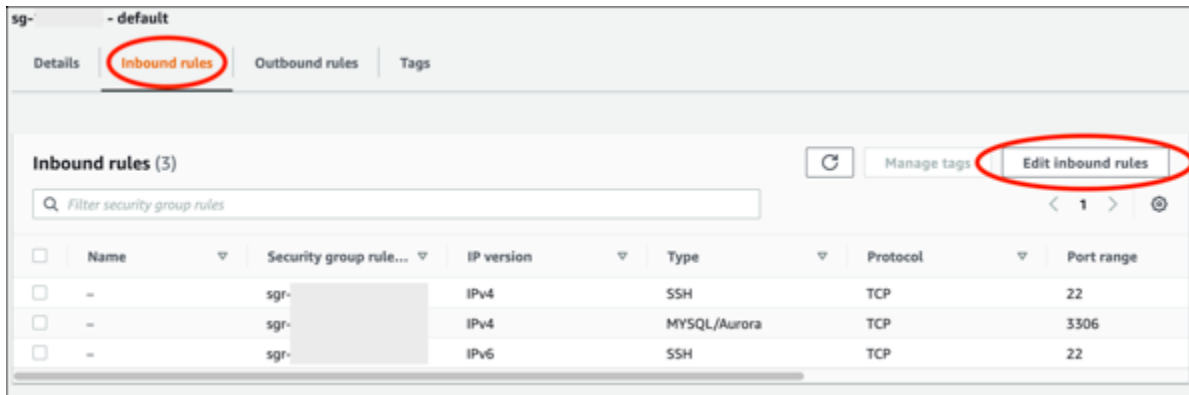 sg- - default
Details Inbound rules Outbound rules Tags
Inbound rules (3) Manage tags Edit inbound rules
Filter security group rules < 1 >
Name Security group rule... IP version Type Protocol Port range
– sgr- IPv4 SSH TCP 22
– sgr- IPv4 MYSQL/Aurora TCP 3306
– sgr- IPv6 SSH TCP 22